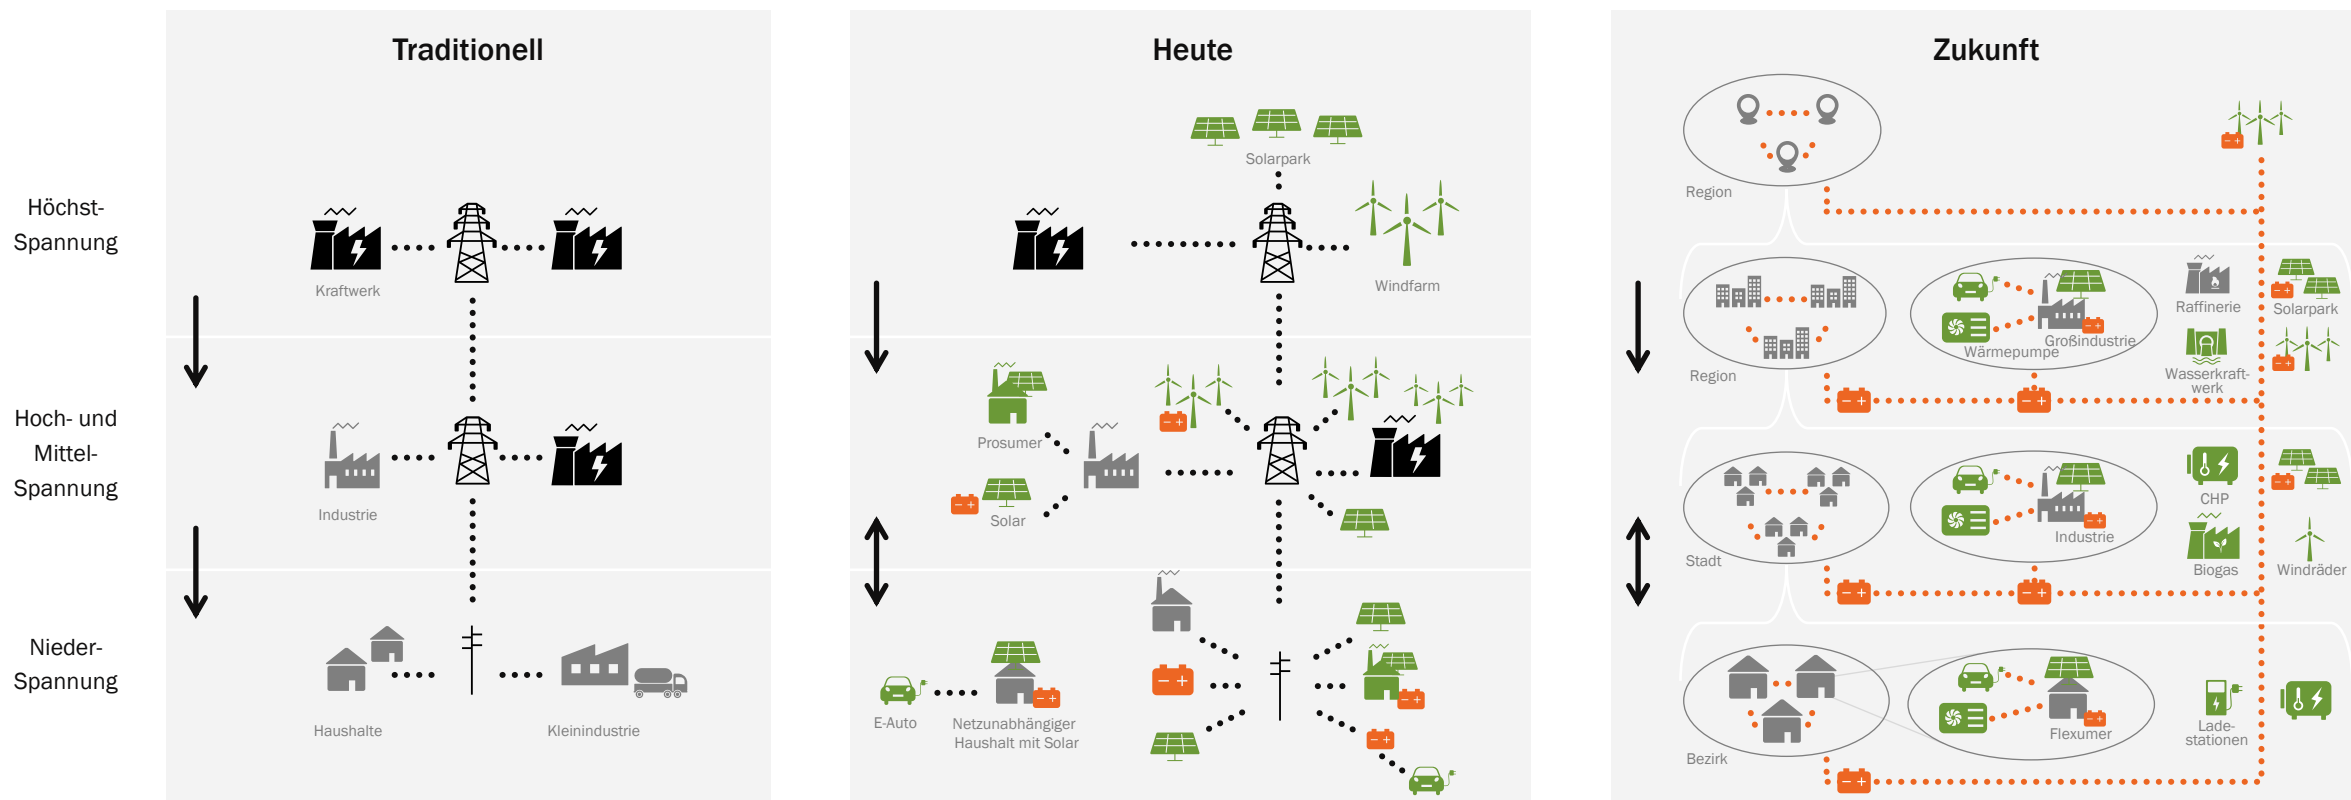 Traditionell
Heute
Zukunft
Höchst-
Spannung
Hoch- und
Mittel-
Spannung
Nieder-
Spannung
Kraftwerk
Industrie
Haushalte
Kleinindustrie
Solarpark
Windfarm
Prosumer
Solar
E-Auto
Netzunabhängiger
Haushalt mit Solar
Region
Region
Wärmepumpe
Großindustrie
Raffinerie
Solarpark
Wasserkraft-
werk
Stadt
Industrie
CHP
Biogas
Windräder
Bezirk
Flexumer
Lade-
stationen